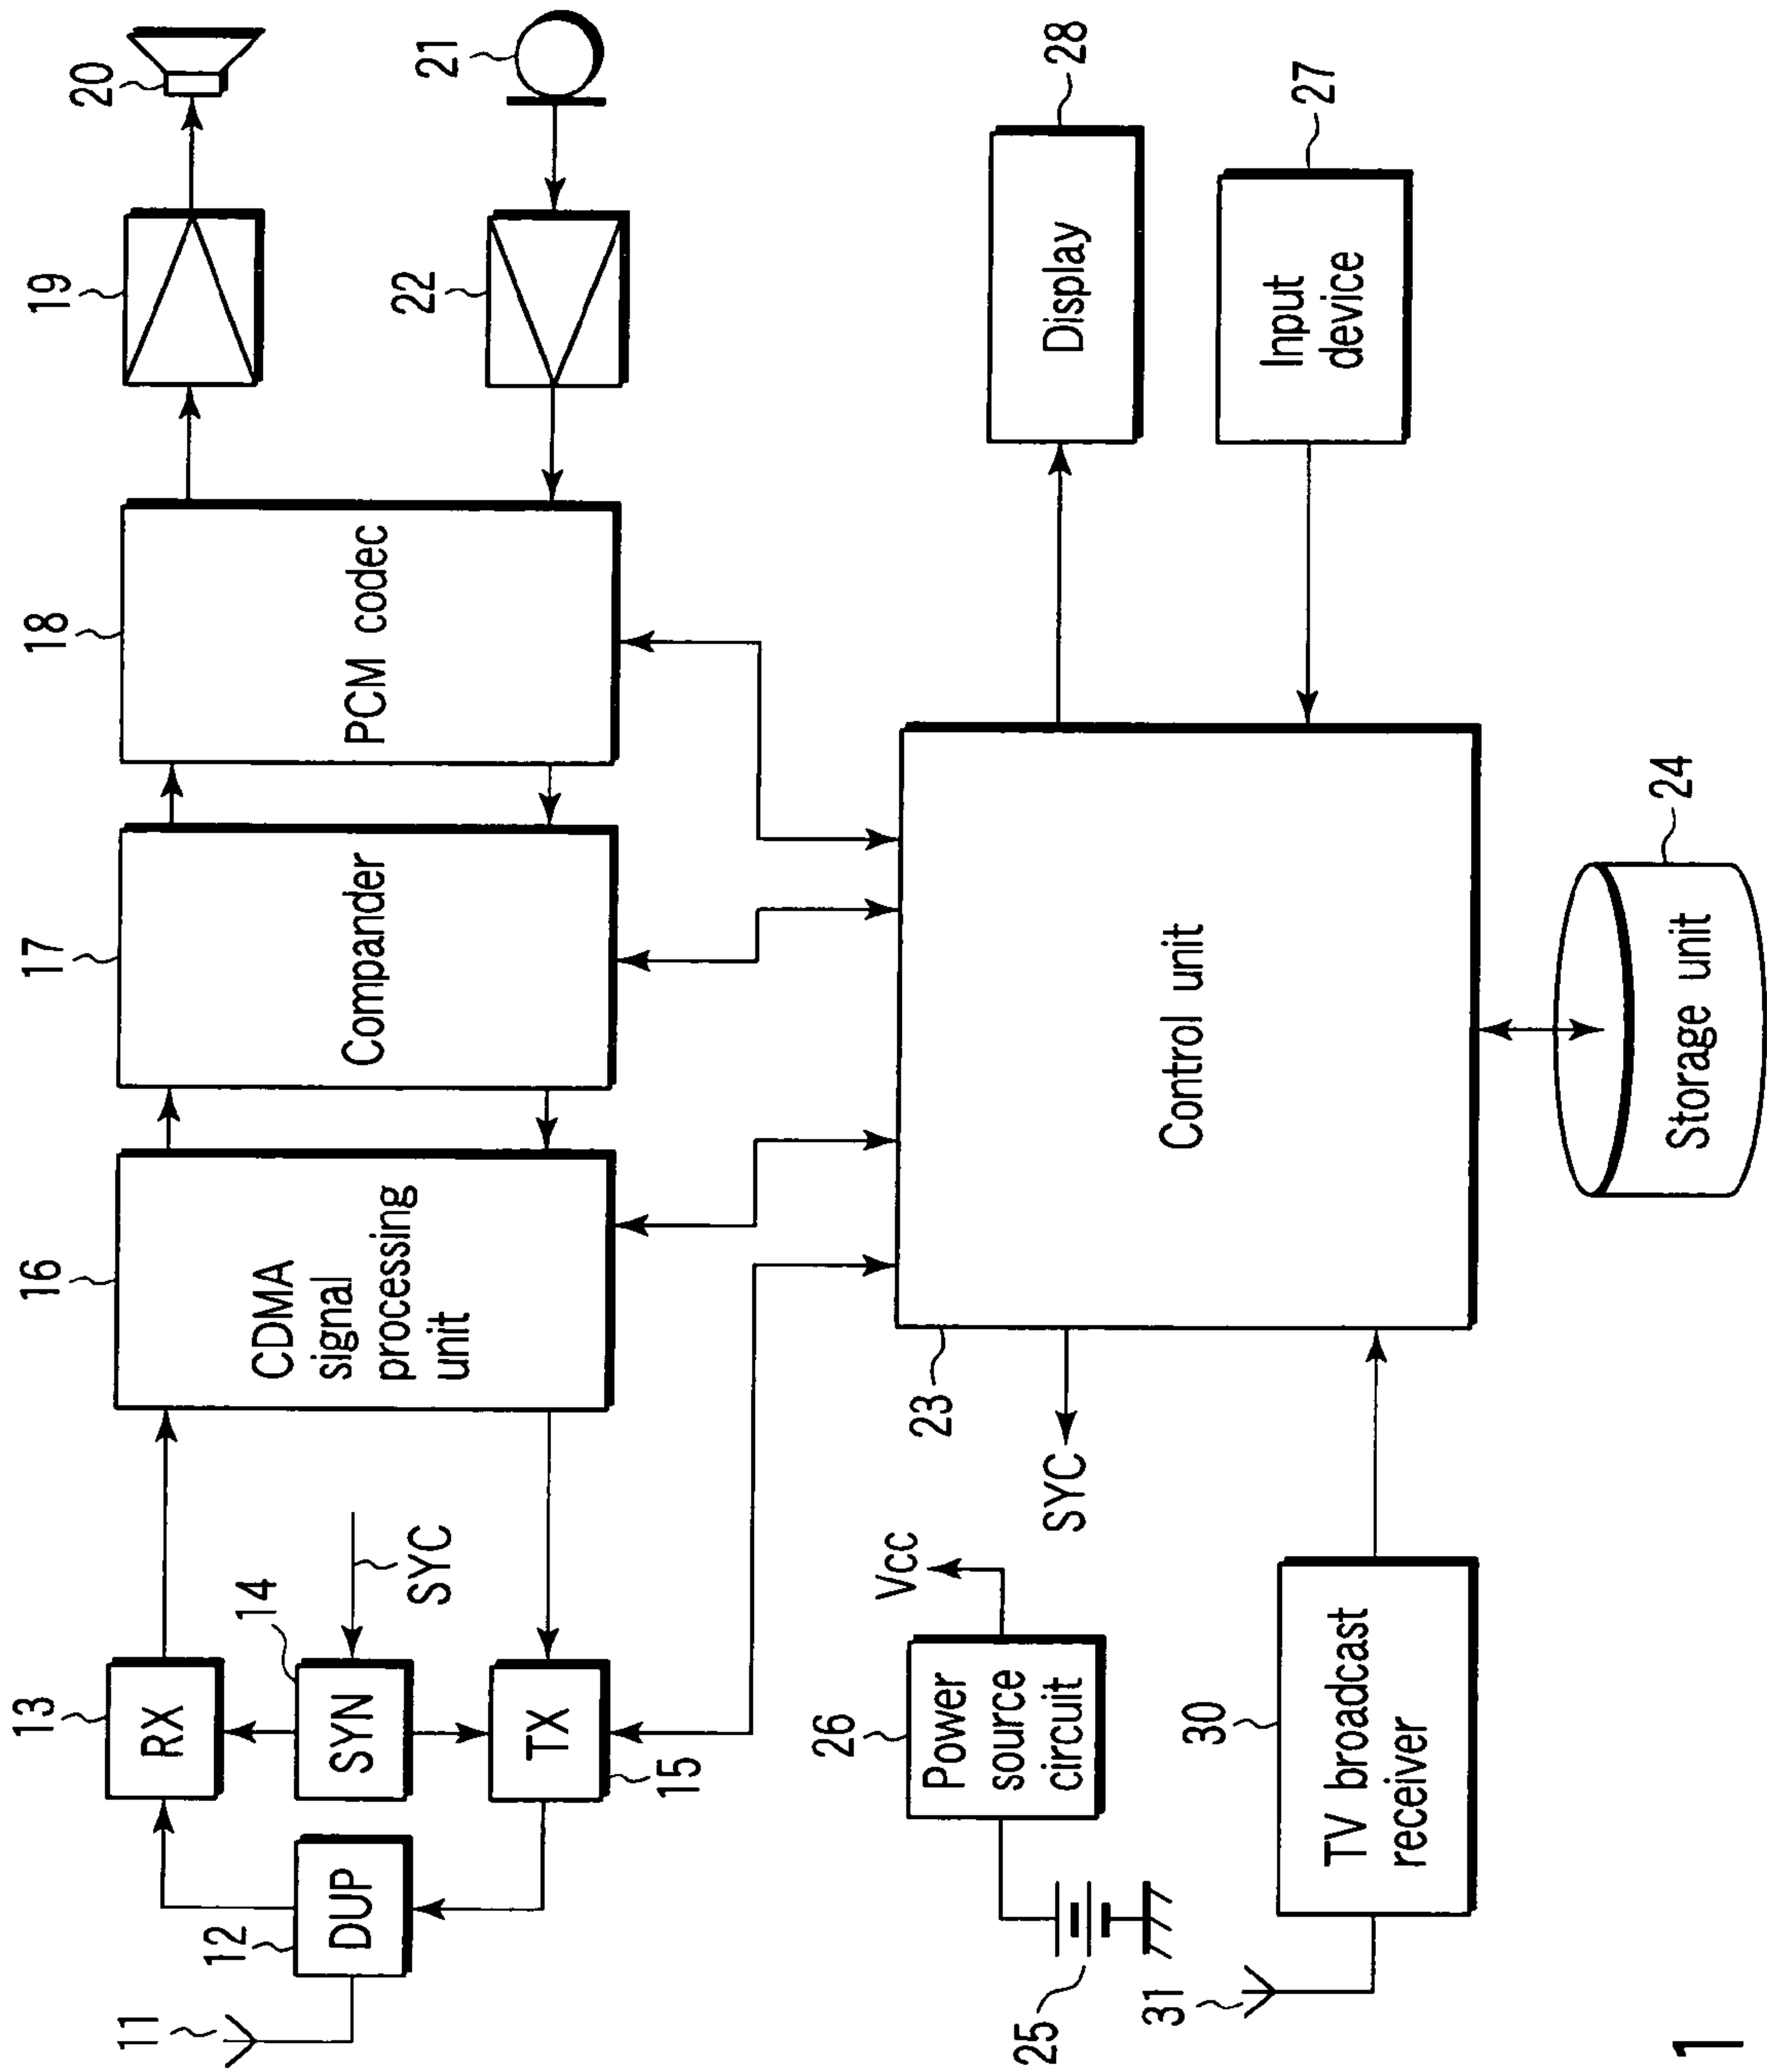 11
12
DUP
13
RX
14
SYN
SYC
TX
15
16
CDMA
signal
processing
unit
17
Compander
18
PCM codec
19
20
21
22
23
Control unit
SYC
24
Storage unit
25
26
Power
source
circuit
Vcc
27
Input
device
28
Display
30
TV broadcast
receiver
31
1